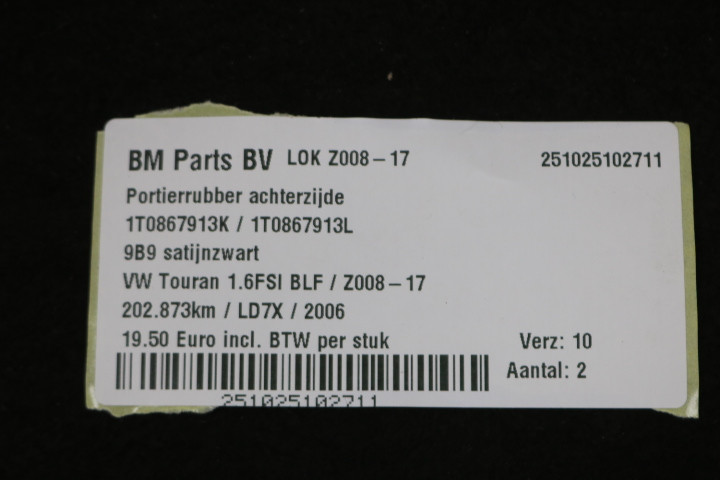 BM Parts BV LOK Z008-17 251025102711
Portierrubber achterzijde
1T0867913K / 1T0867913L
9B9 satijnzwart
VW Touran 1.6FSI BLF / Z008-17
202.873km / LD7X / 2006
19.50 Euro incl. BTW per stuk Verz: 10
Aantal: 2
251025102711